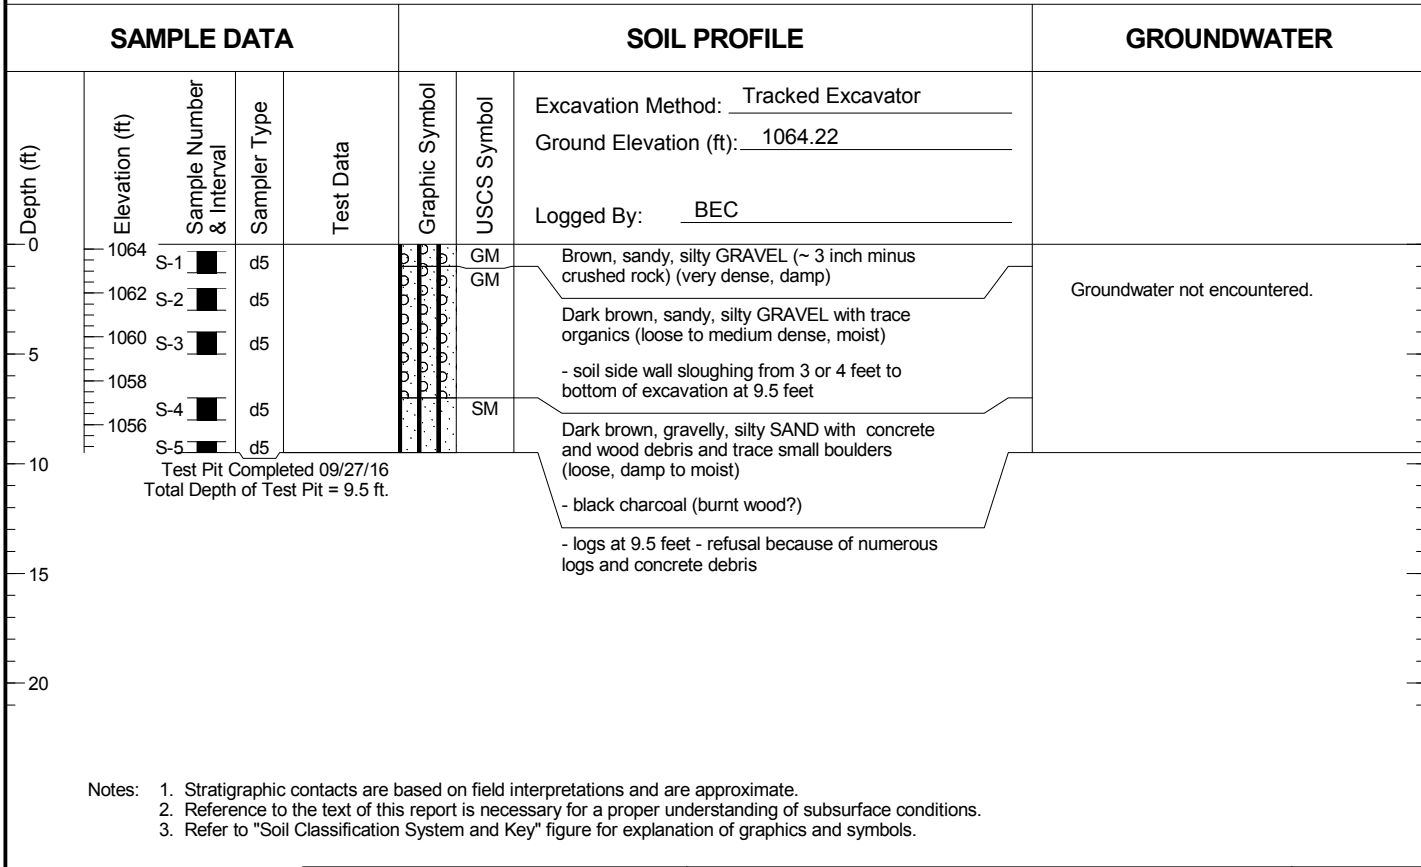 SAMPLE DATA
SOIL PROFILE
GROUNDWATER
Depth (ft)
Elevation (ft)
Sample Number
& Interval
Sampler Type
Test Data
Graphic Symbol
USCS Symbol
Excavation Method: Tracked Excavator
Ground Elevation (ft): 1064.22
Logged By: BEC
0
5
10
15
20
1064
1062
1060
1058
1056
S-1 d5
S-2 d5
S-3 d5
S-4 d5
S-5 d5
Test Pit Completed 09/27/16
Total Depth of Test Pit = 9.5 ft.
GM
GM
SM
Brown, sandy, silty GRAVEL (~ 3 inch minus
crushed rock) (very dense, damp)
Dark brown, sandy, silty GRAVEL with trace
organics (loose to medium dense, moist)
- soil side wall sloughing from 3 or 4 feet to
bottom of excavation at 9.5 feet
Dark brown, gravelly, silty SAND with concrete
and wood debris and trace small boulders
(loose, damp to moist)
- black charcoal (burnt wood?)
- logs at 9.5 feet - refusal because of numerous
logs and concrete debris
Groundwater not encountered.
Notes: 1. Stratigraphic contacts are based on field interpretations and are approximate.
2. Reference to the text of this report is necessary for a proper understanding of subsurface conditions.
3. Refer to "Soil Classification System and Key" figure for explanation of graphics and symbols.